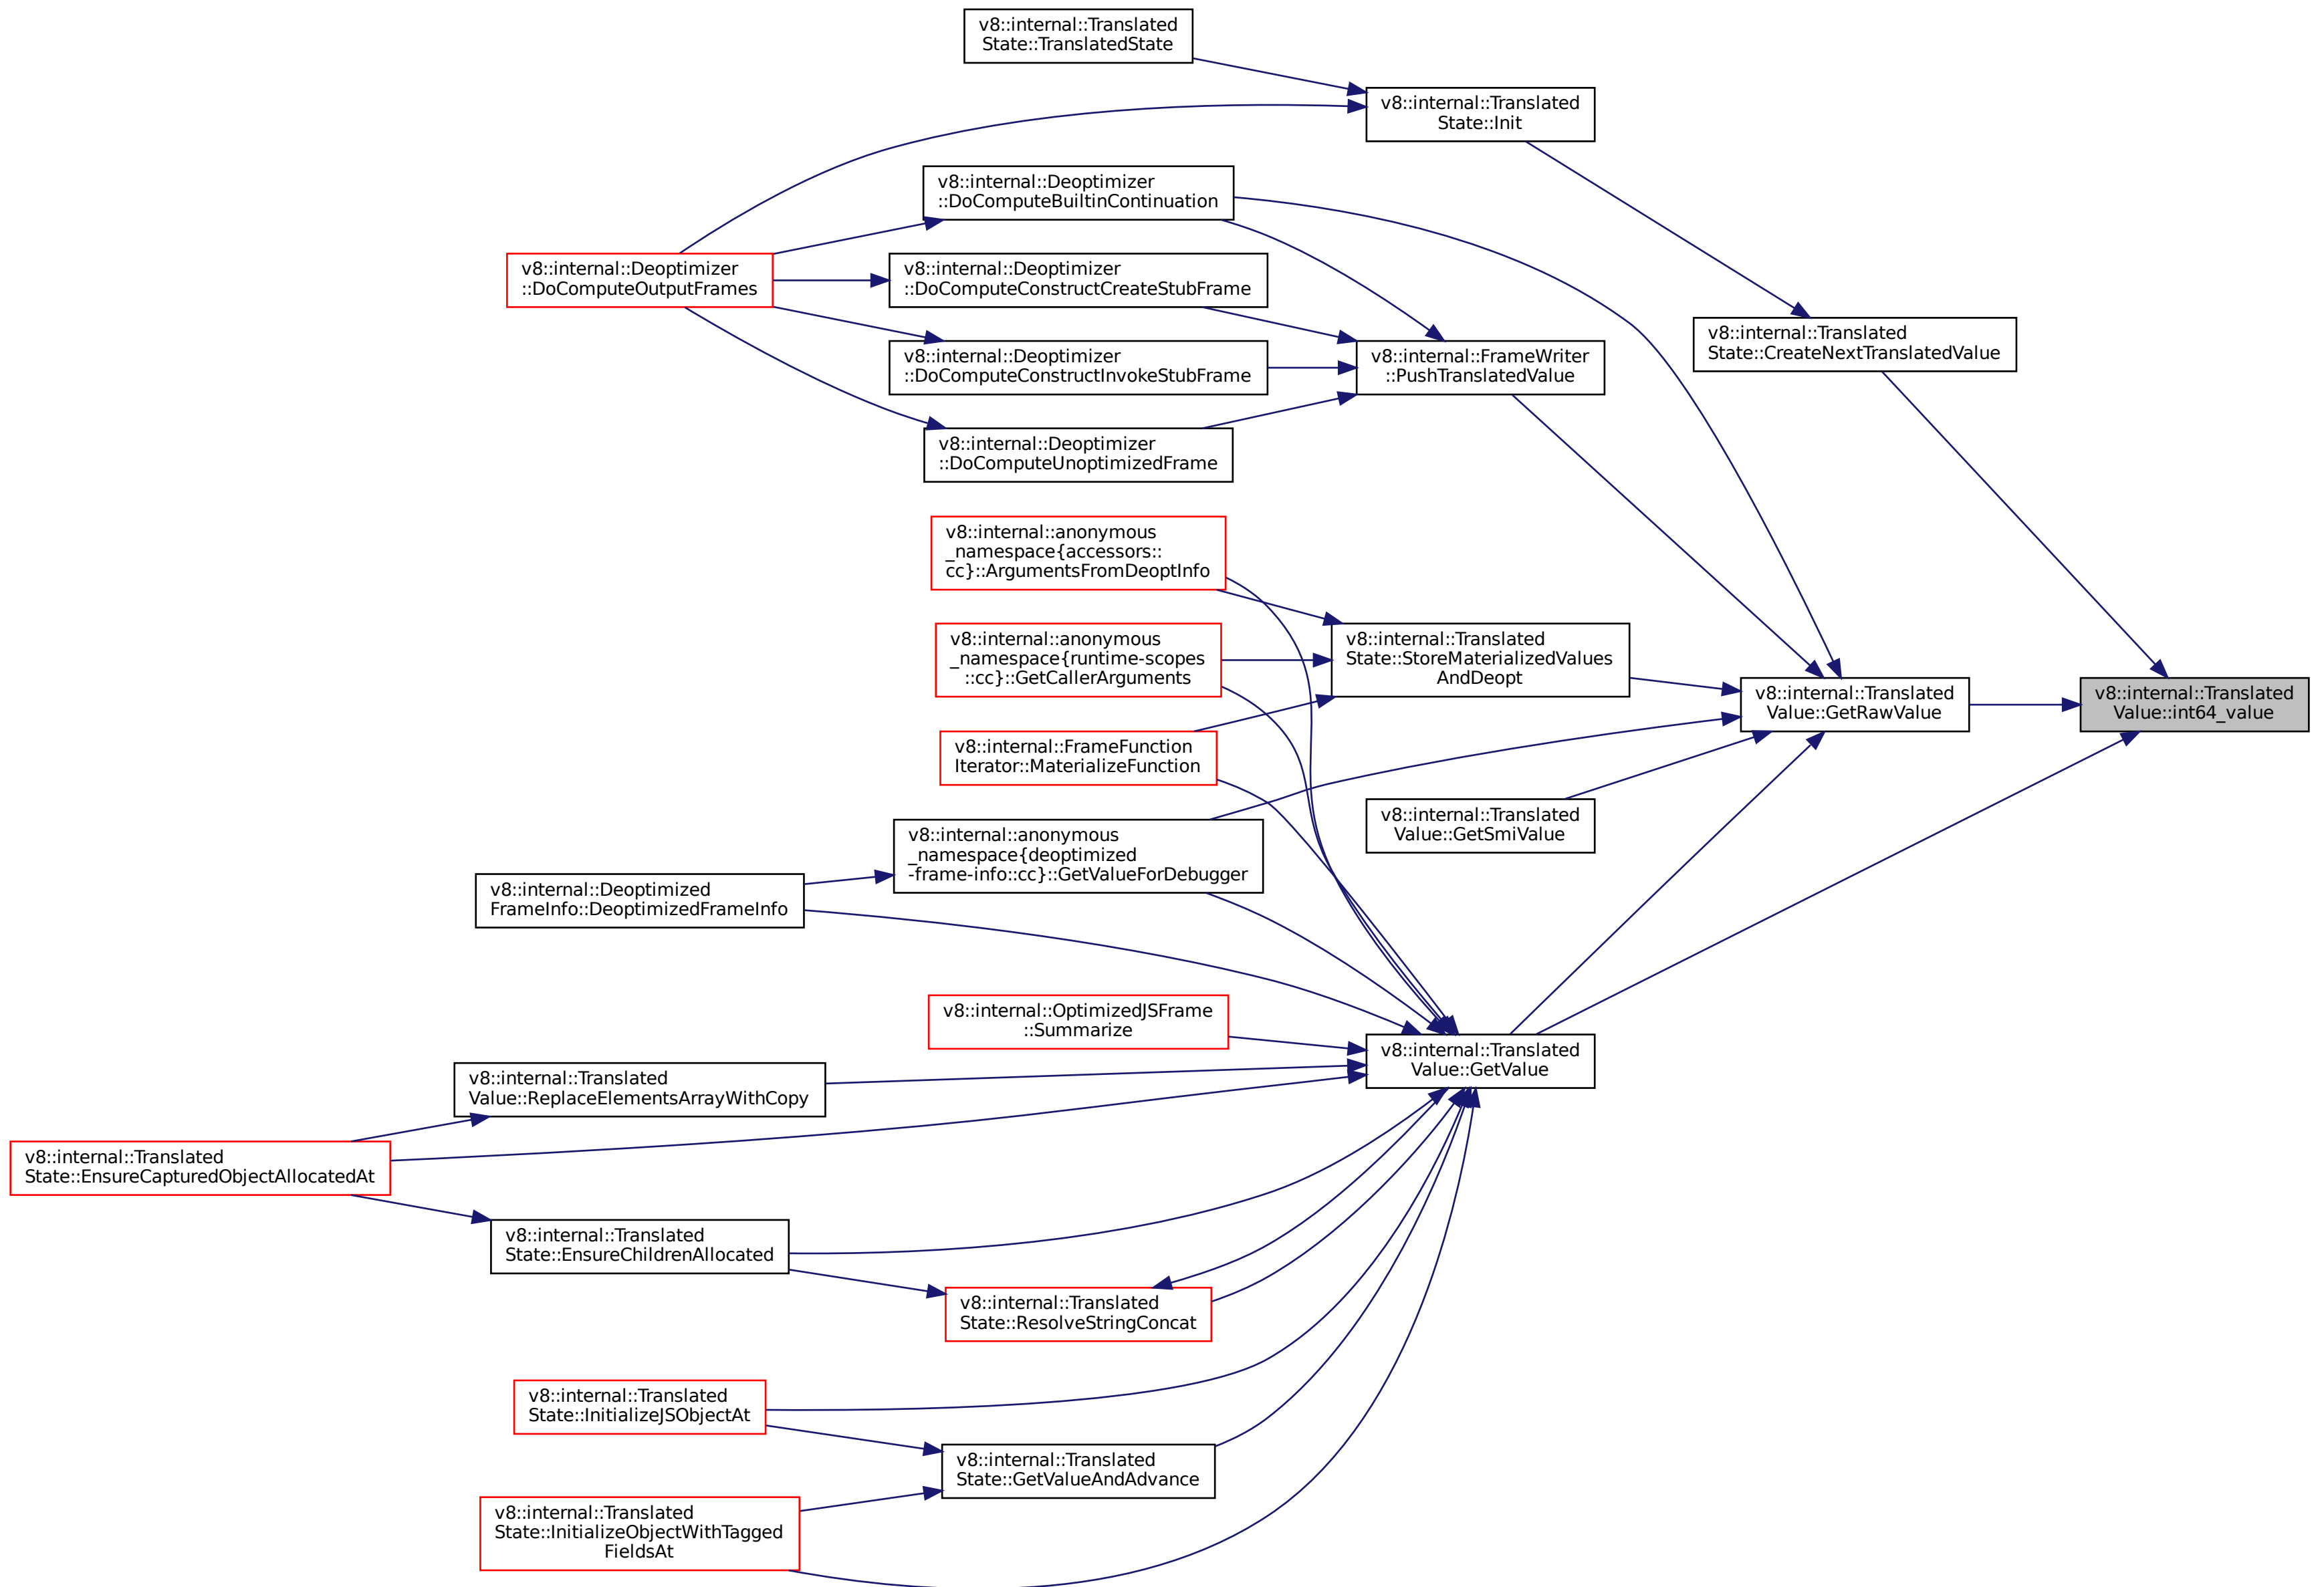 v8::internal::Translated
State::TranslatedState
v8::internal::Translated
State::Init
v8::internal::Deoptimizer
::DoComputeBuiltinContinuation
v8::internal::Deoptimizer
::DoComputeOutputFrames
v8::internal::Deoptimizer
::DoComputeConstructCreateStubFrame
v8::internal::Translated
State::CreateNextTranslatedValue
v8::internal::Deoptimizer
::DoComputeConstructInvokeStubFrame
v8::internal::FrameWriter
::PushTranslatedValue
v8::internal::Deoptimizer
::DoComputeUnoptimizedFrame
v8::internal::anonymous
_namespace{accessors::
cc}::ArgumentsFromDeoptInfo
v8::internal::anonymous
_namespace{runtime-scopes
::cc}::GetCallerArguments
v8::internal::Translated
State::StoreMaterializedValues
AndDeopt
v8::internal::Translated
Value::GetRawValue
v8::internal::Translated
Value::int64_value
v8::internal::FrameFunction
Iterator::MaterializeFunction
v8::internal::Translated
Value::GetSmiValue
v8::internal::anonymous
_namespace{deoptimized
-frame-info::cc}::GetValueForDebugger
v8::internal::Deoptimized
FrameInfo::DeoptimizedFrameInfo
v8::internal::OptimizedJSFrame
::Summarize
v8::internal::Translated
Value::GetValue
v8::internal::Translated
Value::ReplaceElementsArrayWithCopy
v8::internal::Translated
State::EnsureCapturedObjectAllocatedAt
v8::internal::Translated
State::EnsureChildrenAllocated
v8::internal::Translated
State::ResolveStringConcat
v8::internal::Translated
State::InitializeJSObjectAt
v8::internal::Translated
State::GetValueAndAdvance
v8::internal::Translated
State::InitializeObjectWithTagged
FieldsAt